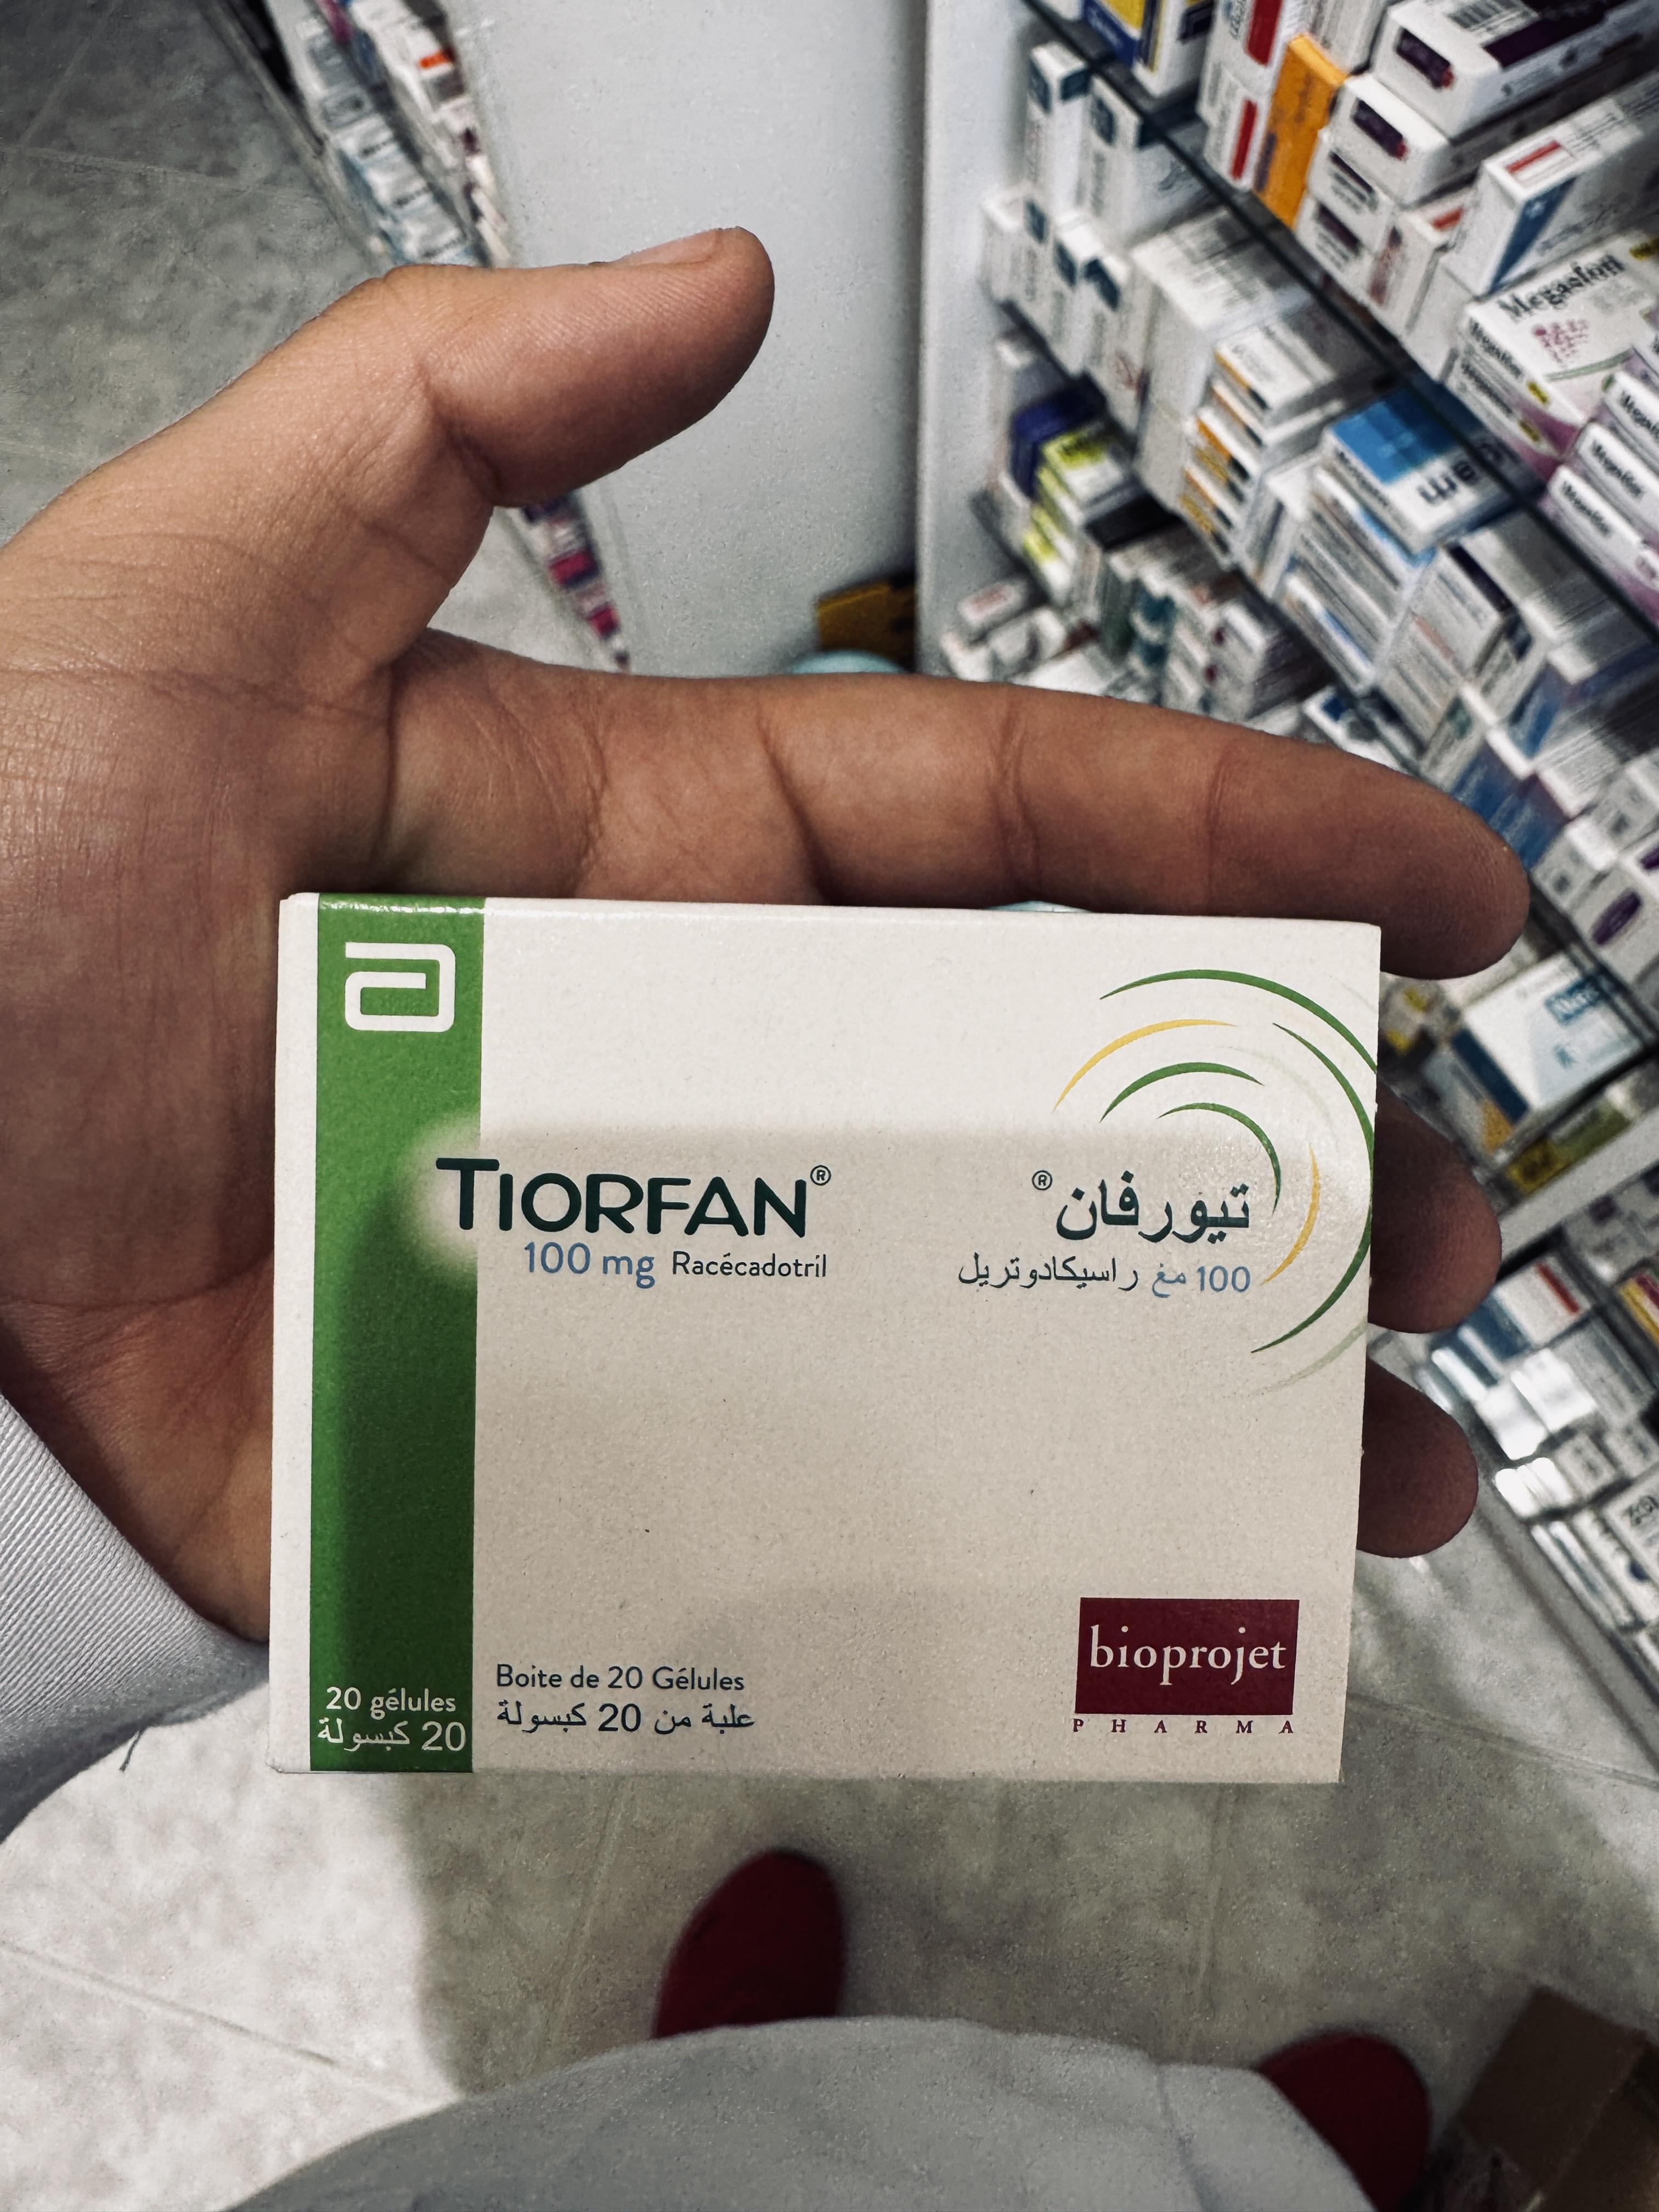 Megasfon
TIORFAN®
100 mg Racécadotril
تيورفان®
100 مغ راسيكادوتريل
20 gélules
20 كبسولة
Boite de 20 Gélules
علبة من 20 كبسولة
bioprojet
PHARMA